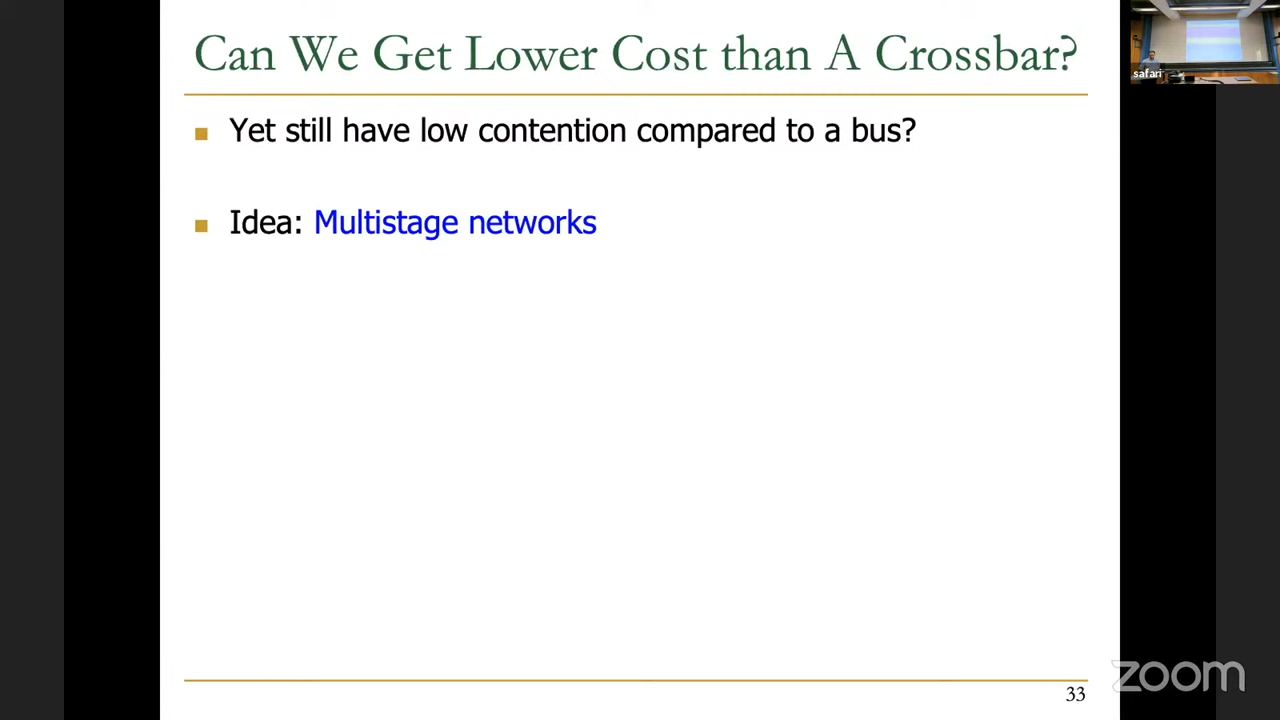 Can We Get Lower Cost than A Crossbar?
safari
Yet still have low contention compared to a bus?
Idea: Multistage networks
33
zoom